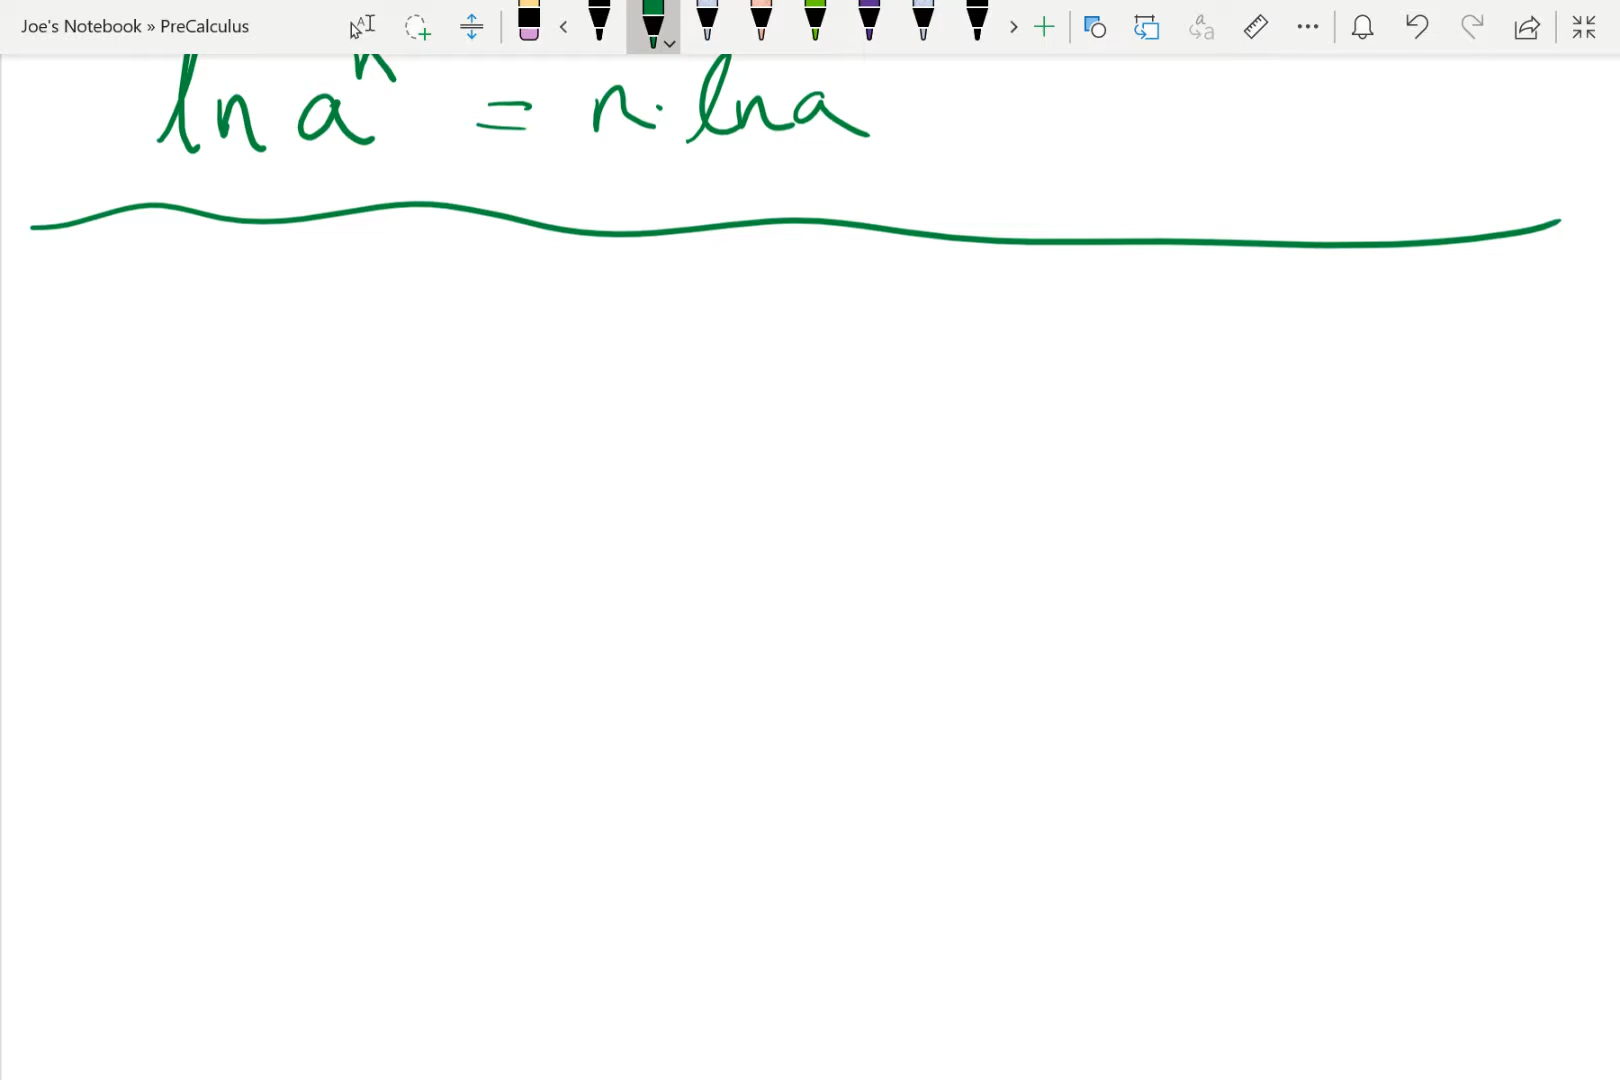 Joe's Notebook » PreCalculus
ln aⁿ = n · ln a